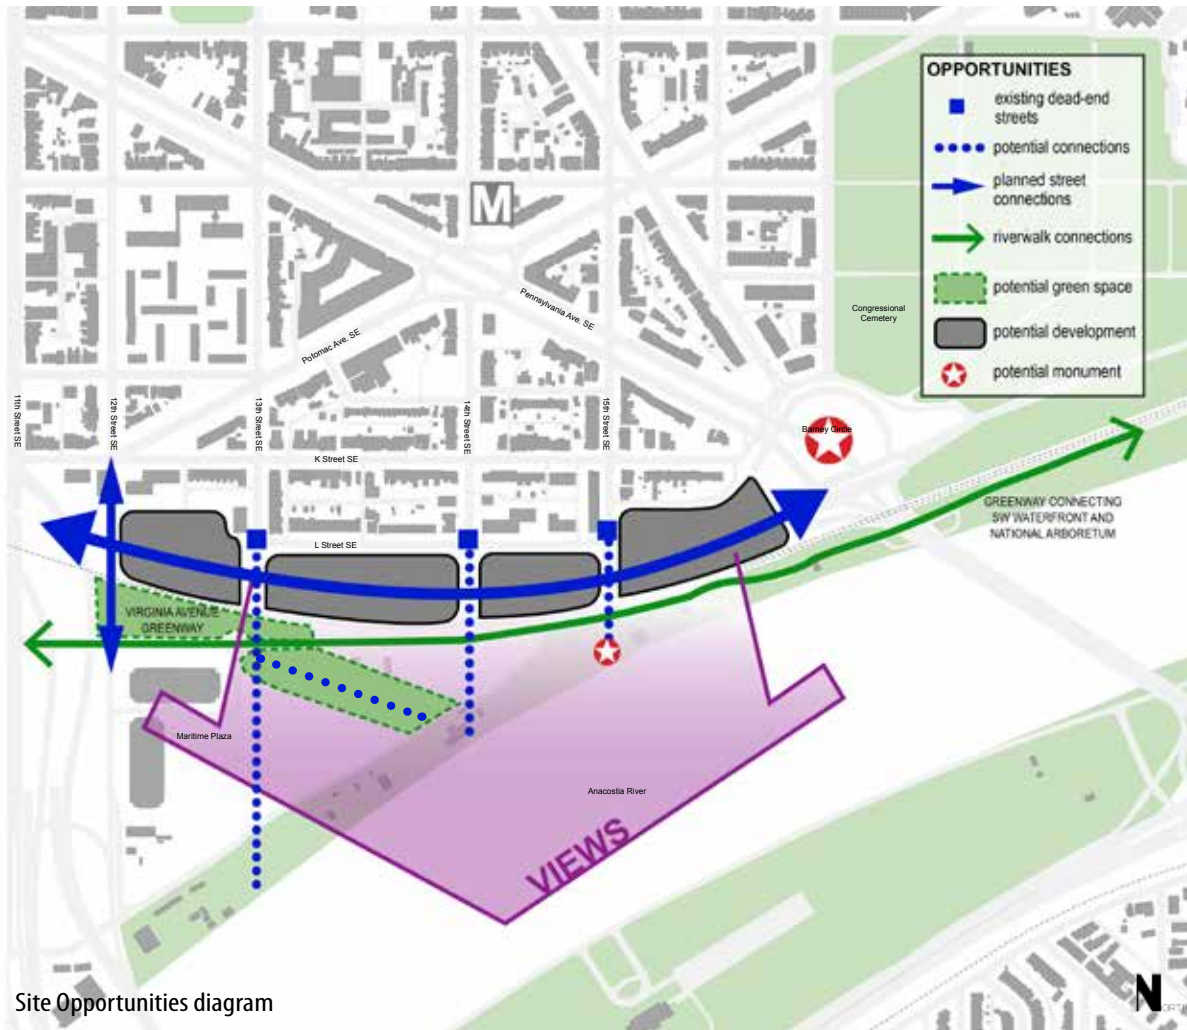 OPPORTUNITIES
existing dead-end
streets
potential connections
planned street
connections
riverwalk connections
potential green space
potential development
potential monument
M
Pennsylvania Ave. SE
Potomac Ave. SE
Congressional
Cemetery
11th Street SE
12th Street SE
13th Street SE
14th Street SE
15th Street SE
Barney Circle
K Street SE
L Street SE
GREENWAY CONNECTING
SW WATERFRONT AND
NATIONAL ARBORETUM
VIRGINIA AVENUE
GREENWAY
Maritime Plaza
Anacostia River
VIEWS
Site Opportunities diagram
N